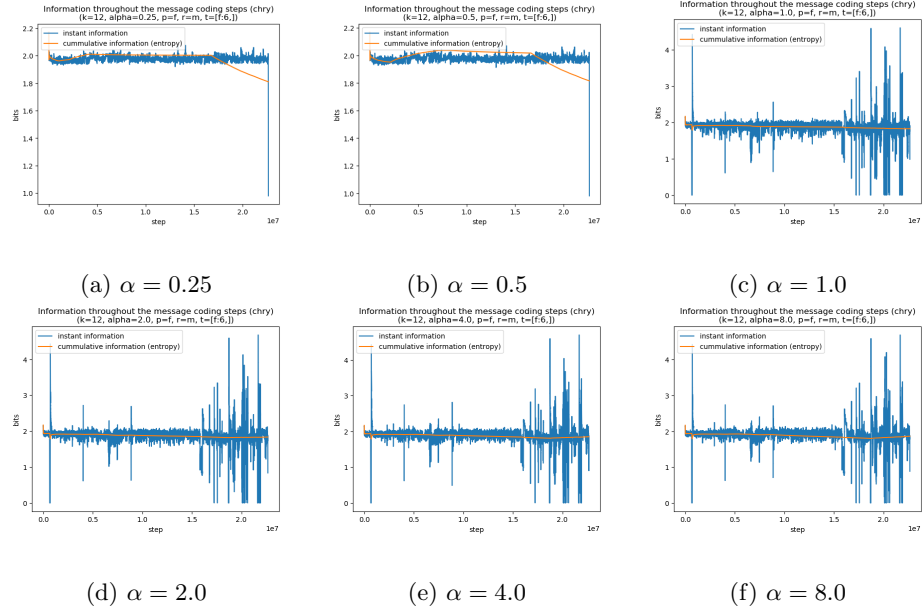 Information throughout the message coding steps (chry)
(k=12, alpha=0.25, p=f, r=m, t=[f:6,])
instant information
cummulative information (entropy)
bits
2.2
2.0
1.8
1.6
1.4
1.2
1.0
0.0 0.5 1.0 1.5 2.0
1e7
step
Information throughout the message coding steps (chry)
(k=12, alpha=0.5, p=f, r=m, t=[f:6,])
instant information
cummulative information (entropy)
bits
2.2
2.0
1.8
1.6
1.4
1.2
1.0
0.0 0.5 1.0 1.5 2.0
1e7
step
Information throughout the message coding steps (chry)
(k=12, alpha=1.0, p=f, r=m, t=[f:6,])
instant information
cummulative information (entropy)
bits
4
3
2
1
0
0.0 0.5 1.0 1.5 2.0
1e7
step
(a) α = 0.25
(b) α = 0.5
(c) α = 1.0
Information throughout the message coding steps (chry)
(k=12, alpha=2.0, p=f, r=m, t=[f:6,])
instant information
cummulative information (entropy)
bits
4
3
2
1
0
0.0 0.5 1.0 1.5 2.0
1e7
step
Information throughout the message coding steps (chry)
(k=12, alpha=4.0, p=f, r=m, t=[f:6,])
instant information
cummulative information (entropy)
bits
4
3
2
1
0
0.0 0.5 1.0 1.5 2.0
1e7
step
Information throughout the message coding steps (chry)
(k=12, alpha=8.0, p=f, r=m, t=[f:6,])
instant information
cummulative information (entropy)
bits
4
3
2
1
0
0.0 0.5 1.0 1.5 2.0
1e7
step
(d) α = 2.0
(e) α = 4.0
(f) α = 8.0